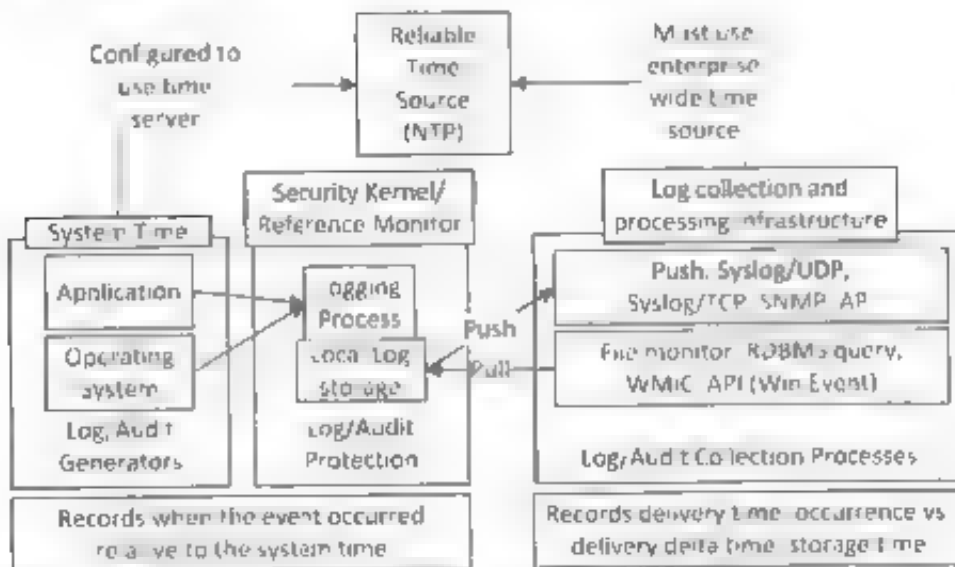 Configured to
use time
server
Reliable
Time
Source
(NTP)
Must use
enterprise
wide time
source
System Time
Application
Operating
System
Log, Audit
Generators
Security Kernel/
Reference Monitor
Logging
Process
Local Log
storage
Log/Audit
Protection
Push
Pull
Log collection and
processing infrastructure
Push. Syslog/UDP,
Syslog/TCP, SNMP, API
File monitor, RDBMS query,
WMIC, API (Win Event)
Log/Audit Collection Processes
Records when the event occurred
relative to the system time
Records delivery time, occurrence vs
delivery delta time, storage time